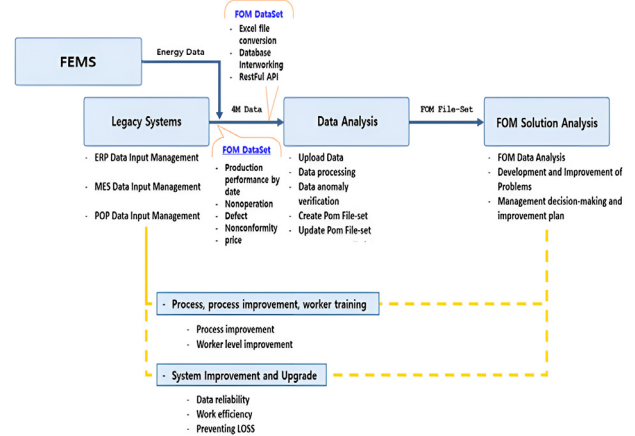 FOM DataSet
- Excel file
conversion
- Database
Interworking
- RestFul API
FEMS
Energy Data
4M Data
FOM File-Set
Legacy Systems
- ERP Data Input Management
- MES Data Input Management
- POP Data Input Management
FOM DataSet
- Production
performance by
date
- Nonoperation
- Defect
- Nonconformity
- price
Data Analysis
- Upload Data
- Data processing
- Data anomaly
verification
- Create Pom File-set
- Update Pom File-set
FOM Solution Analysis
- FOM Data Analysis
- Development and Improvement of
Problems
- Management decision-making and
improvement plan
- Process, process improvement, worker training
- Process improvement
- Worker level improvement
- System Improvement and Upgrade
- Data reliability
- Work efficiency
- Preventing LOSS